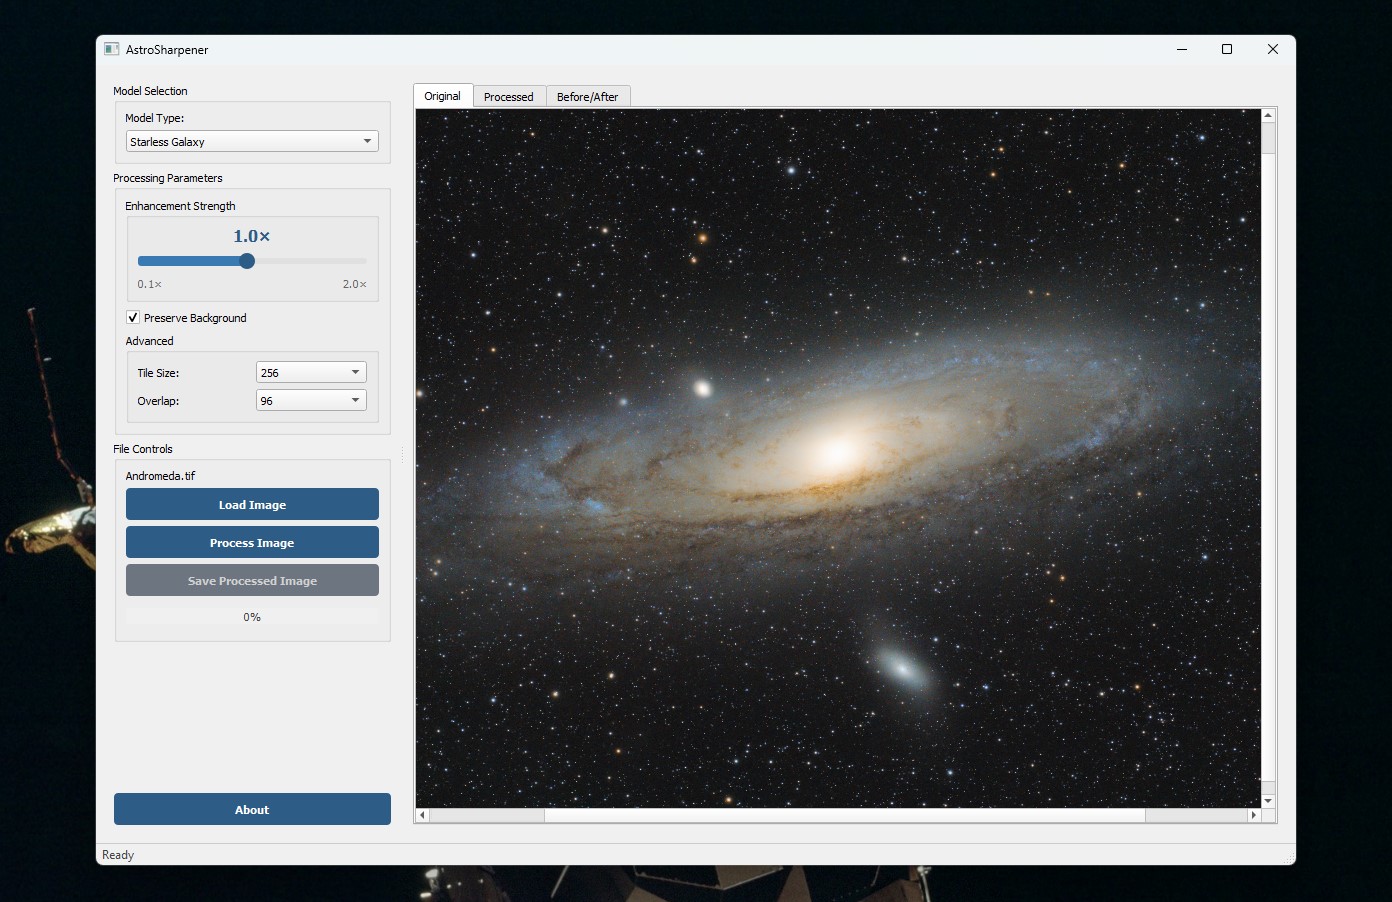 AstroSharpener
Model Selection
Model Type:
Starless Galaxy
Processing Parameters
Enhancement Strength
1.0×
0.1× 2.0×
Preserve Background
Advanced
Tile Size: 256
Overlap: 96
File Controls
Andromeda.tif
Load Image
Process Image
Save Processed Image
0%
About
Original Processed Before/After
Ready